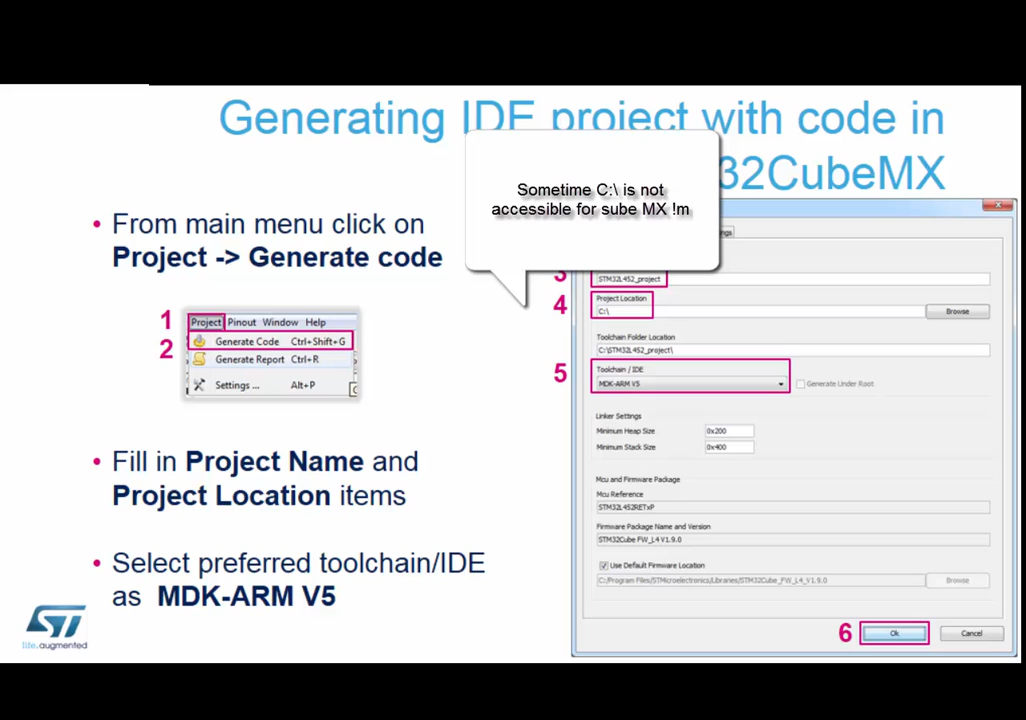 Generating IDE project with code in
32CubeMX
Sometime C:\ is not
accessible for sube MX !m
• From main menu click on
Project -> Generate code
1
2
Project Pinout Window Help
Generate Code Ctrl+Shift+G
Generate Report Ctrl+R
Settings ... Alt+P
• Fill in Project Name and
Project Location items
• Select preferred toolchain/IDE
as MDK-ARM V5
life.augmented
3
STM32L452_project
4
Project Location
C:\
Browse
Toolchain Folder Location
C:\STM32L452_project\
5
Toolchain / IDE
MDK-ARM V5
Generate Under Root
Linker Settings
Minimum Heap Size 0x200
Minimum Stack Size 0x400
Mcu and Firmware Package
Mcu Reference
STM32L452RETxP
Firmware Package Name and Version
STM32Cube FW_L4 V1.9.0
Use Default Firmware Location
C:/Program Files/STMicroelectronics/Libraries/STM32Cube_FW_L4_V1.9.0
Browse
6
Ok
Cancel